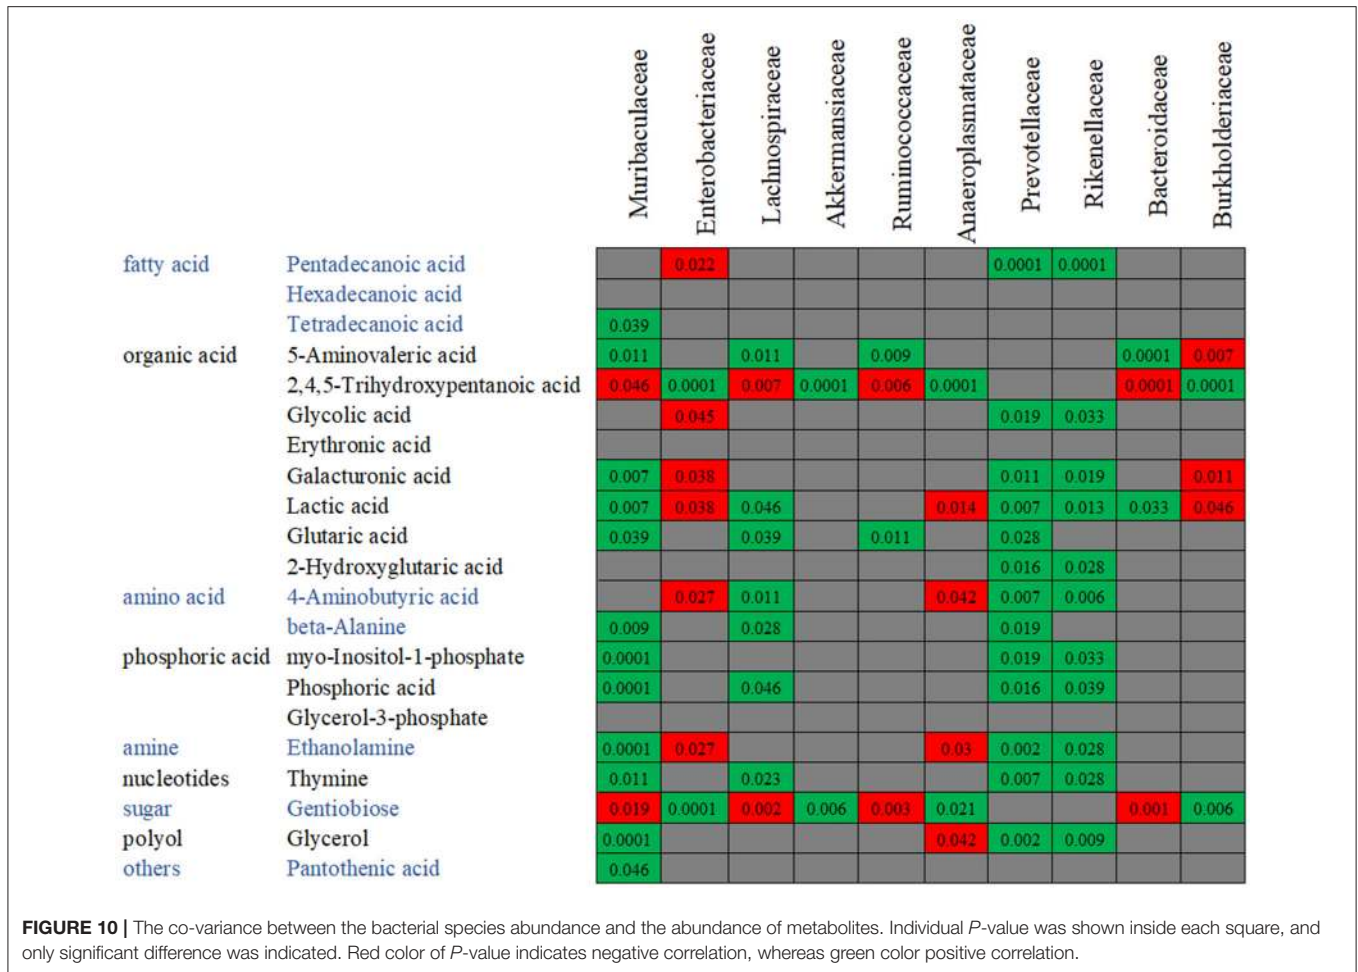 Muribaculaceae
Enterobacteriaceae
Lachnospiraceae
Akkermansiaceae
Ruminococcaceae
Anaeroplasmataceae
Prevotellaceae
Rikenellaceae
Bacteroidaceae
Burkholderiaceae
fatty acid Pentadecanoic acid 0.022 0.0001 0.0001
Hexadecanoic acid
Tetradecanoic acid 0.039
organic acid 5-Aminovaleric acid 0.011 0.011 0.009 0.0001 0.007
2,4,5-Trihydroxypentanoic acid 0.046 0.0001 0.007 0.0001 0.006 0.0001 0.0001 0.0001
Glycolic acid 0.045 0.019 0.033
Erythronic acid
Galacturonic acid 0.007 0.038 0.011 0.019 0.011
Lactic acid 0.007 0.038 0.046 0.014 0.007 0.013 0.033 0.046
Glutaric acid 0.039 0.039 0.011 0.028
2-Hydroxyglutaric acid 0.016 0.028
amino acid 4-Aminobutyric acid 0.027 0.011 0.042 0.007 0.006
beta-Alanine 0.009 0.028 0.019
phosphoric acid myo-Inositol-1-phosphate 0.0001 0.019 0.033
Phosphoric acid 0.0001 0.046 0.016 0.039
Glycerol-3-phosphate
amine Ethanolamine 0.0001 0.027 0.03 0.002 0.028
nucleotides Thymine 0.011 0.023 0.007 0.028
sugar Gentiobiose 0.019 0.0001 0.002 0.006 0.003 0.021 0.001 0.006
polyol Glycerol 0.0001 0.042 0.002 0.009
others Pantothenic acid 0.046
FIGURE 10 | The co-variance between the bacterial species abundance and the abundance of metabolites. Individual P-value was shown inside each square, and
only significant difference was indicated. Red color of P-value indicates negative correlation, whereas green color positive correlation.